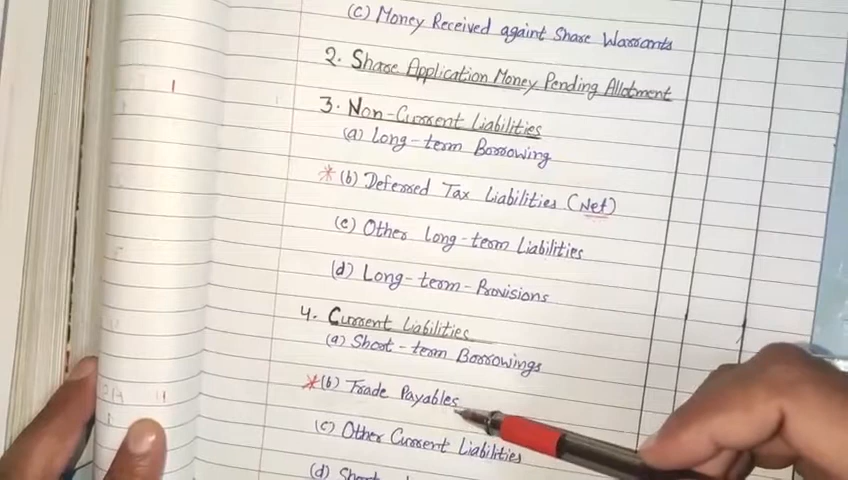 (C) Money Received againt Share Warrants
2. Share Application Money Pending Allotment
3. Non-Current Liabilities
(a) Long-term Borrowing
* (b) Deferred Tax Liabilities (Net)
(c) Other Long-term Liabilities
(d) Long-term-Provisions
4. Current Liabilities
(a) Short-term Borrowings
* (b) Trade Payables
(c) Other Current Liabilities
(d)